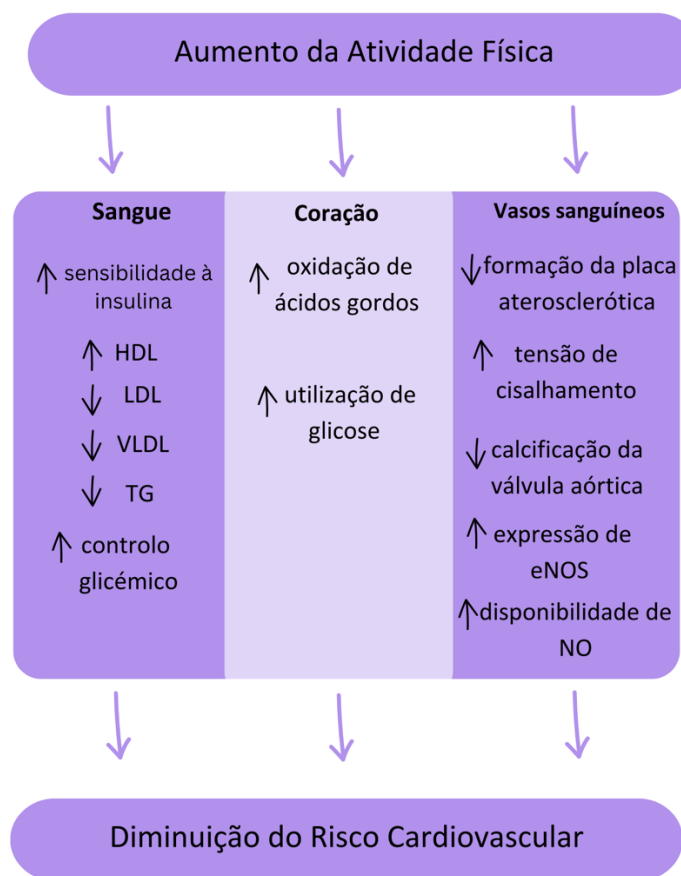 Aumento da Atividade Física
Sangue
↑ sensibilidade à
insulina
↑ HDL
↓ LDL
↓ VLDL
↓ TG
↑ controlo
glicémico
Coração
↑ oxidação de
ácidos gordos
↑ utilização de
glicose
Vasos sanguíneos
↓ formação da placa
aterosclerótica
↑ tensão de
cisalhamento
↓ calcificação da
válvula aórtica
↑ expressão de
eNOS
↑ disponibilidade de
NO
Diminuição do Risco Cardiovascular